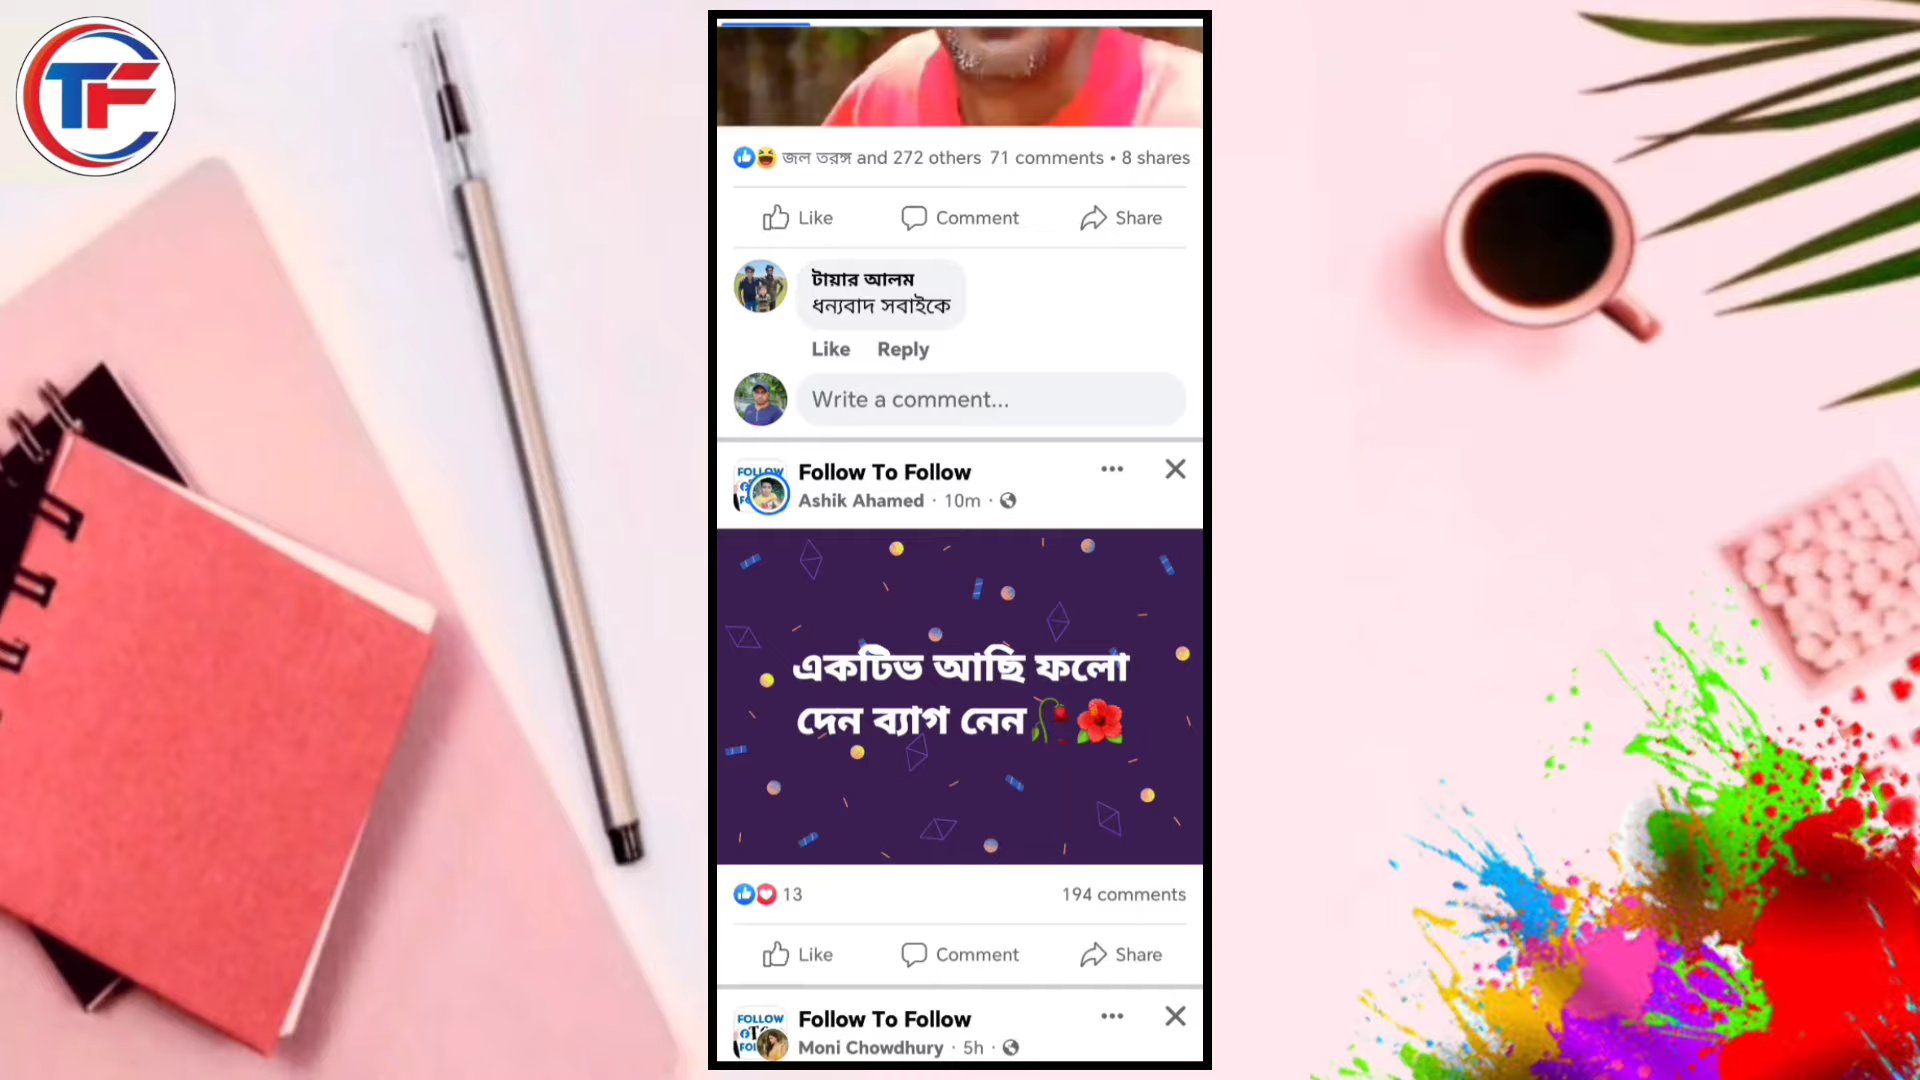 TF
জল তরঙ্গ and 272 others 71 comments • 8 shares
Like Comment Share
টায়ার আলম
ধন্যবাদ সবাইকে
Like Reply
Write a comment...
FOLLOW
Follow To Follow
Ashik Ahamed · 10m ·
একটিভ আছি ফলো
দেন ব্যাগ নেন
13 194 comments
Like Comment Share
FOLLOW
Follow To Follow
Moni Chowdhury · 5h ·